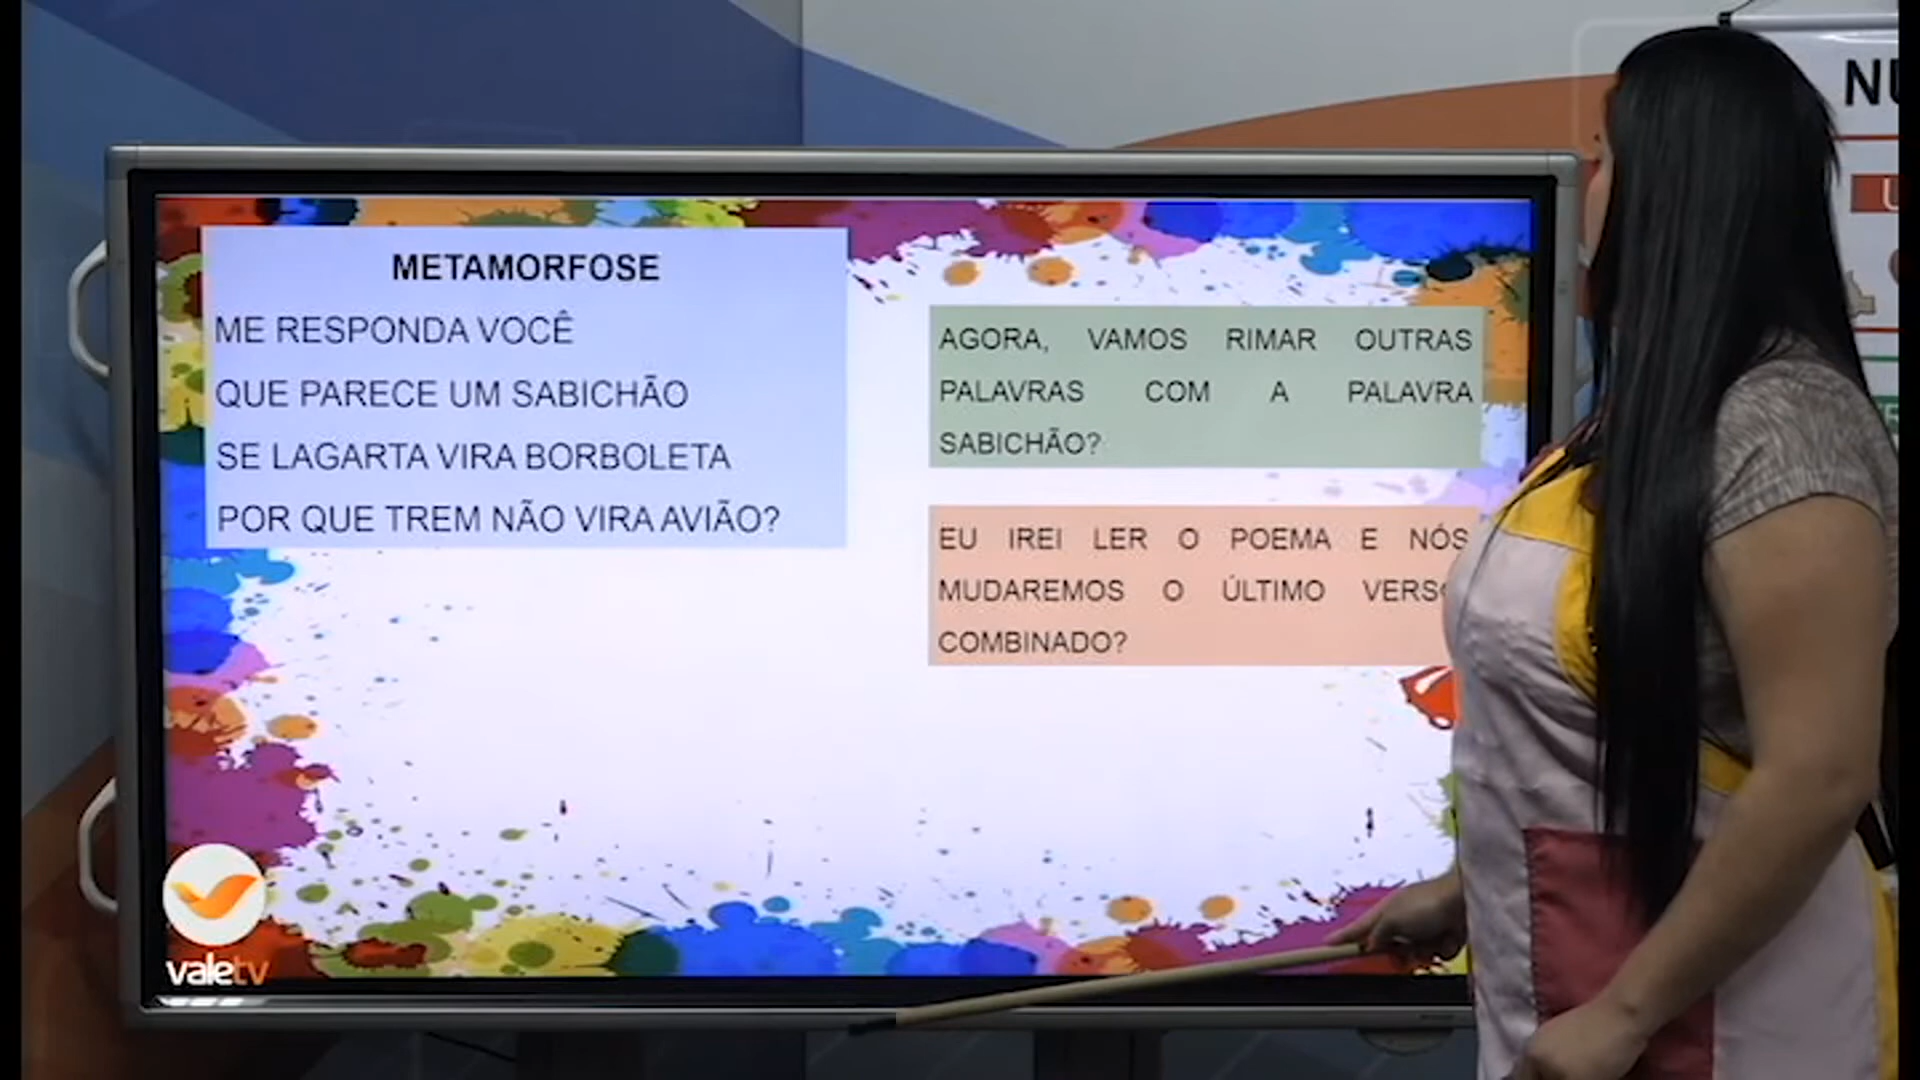 METAMORFOSE
ME RESPONDA VOCÊ
QUE PARECE UM SABICHÃO
SE LAGARTA VIRA BORBOLETA
POR QUE TREM NÃO VIRA AVIÃO?
AGORA, VAMOS RIMAR OUTRAS
PALAVRAS COM A PALAVRA
SABICHÃO?
EU IREI LER O POEMA E NÓS
MUDAREMOS O ÚLTIMO VERSO
COMBINADO?
valetv
NU
U